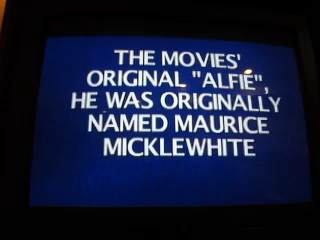 THE MOVIES'
ORIGINAL "ALFIE",
HE WAS ORIGINALLY
NAMED MAURICE
MICKLEWHITE